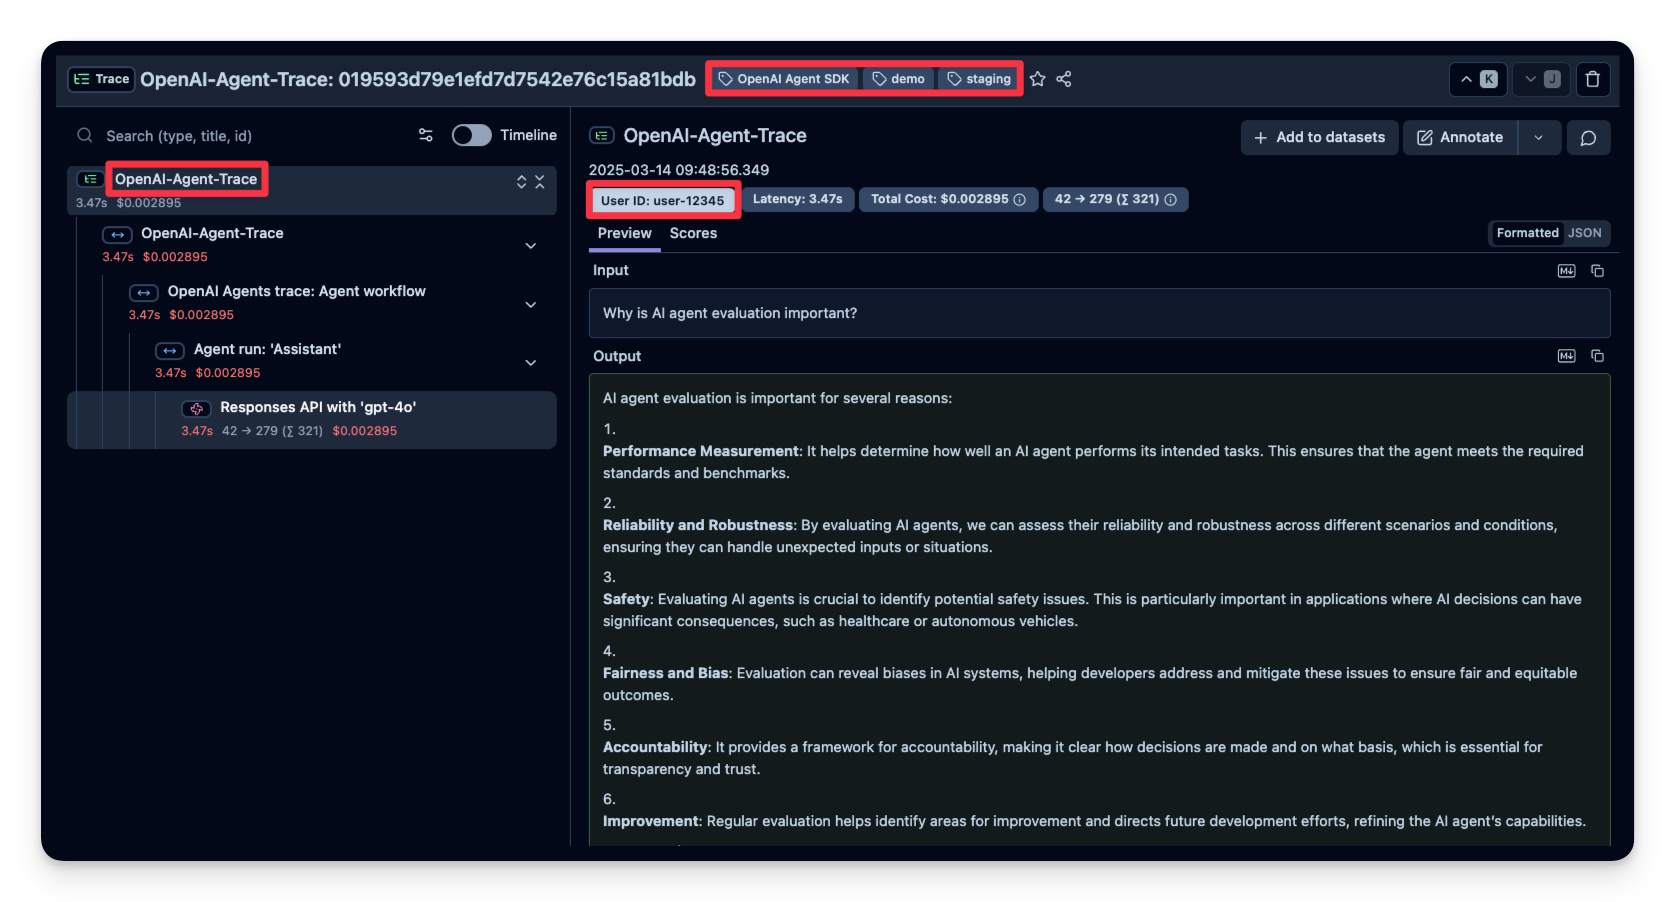 Trace OpenAI-Agent-Trace: 019593d79e1efd7d7542e76c15a81bdb OpenAI Agent SDK demo staging K J
Search (type, title, id) Timeline
OpenAI-Agent-Trace
3.47s $0.002895
OpenAI-Agent-Trace
3.47s $0.002895
OpenAI Agents trace: Agent workflow
3.47s $0.002895
Agent run: 'Assistant'
3.47s $0.002895
Responses API with 'gpt-4o'
3.47s 42 → 279 (∑ 321) $0.002895
OpenAI-Agent-Trace
+ Add to datasets Annotate
2025-03-14 09:48:56.349
User ID: user-12345 Latency: 3.47s Total Cost: $0.002895 42 → 279 (∑ 321)
Preview Scores Formatted JSON
Input
Why is AI agent evaluation important?
Output
AI agent evaluation is important for several reasons:
1.
Performance Measurement: It helps determine how well an AI agent performs its intended tasks. This ensures that the agent meets the required
standards and benchmarks.
2.
Reliability and Robustness: By evaluating AI agents, we can assess their reliability and robustness across different scenarios and conditions,
ensuring they can handle unexpected inputs or situations.
3.
Safety: Evaluating AI agents is crucial to identify potential safety issues. This is particularly important in applications where AI decisions can have
significant consequences, such as healthcare or autonomous vehicles.
4.
Fairness and Bias: Evaluation can reveal biases in AI systems, helping developers address and mitigate these issues to ensure fair and equitable
outcomes.
5.
Accountability: It provides a framework for accountability, making it clear how decisions are made and on what basis, which is essential for
transparency and trust.
6.
Improvement: Regular evaluation helps identify areas for improvement and directs future development efforts, refining the AI agent's capabilities.